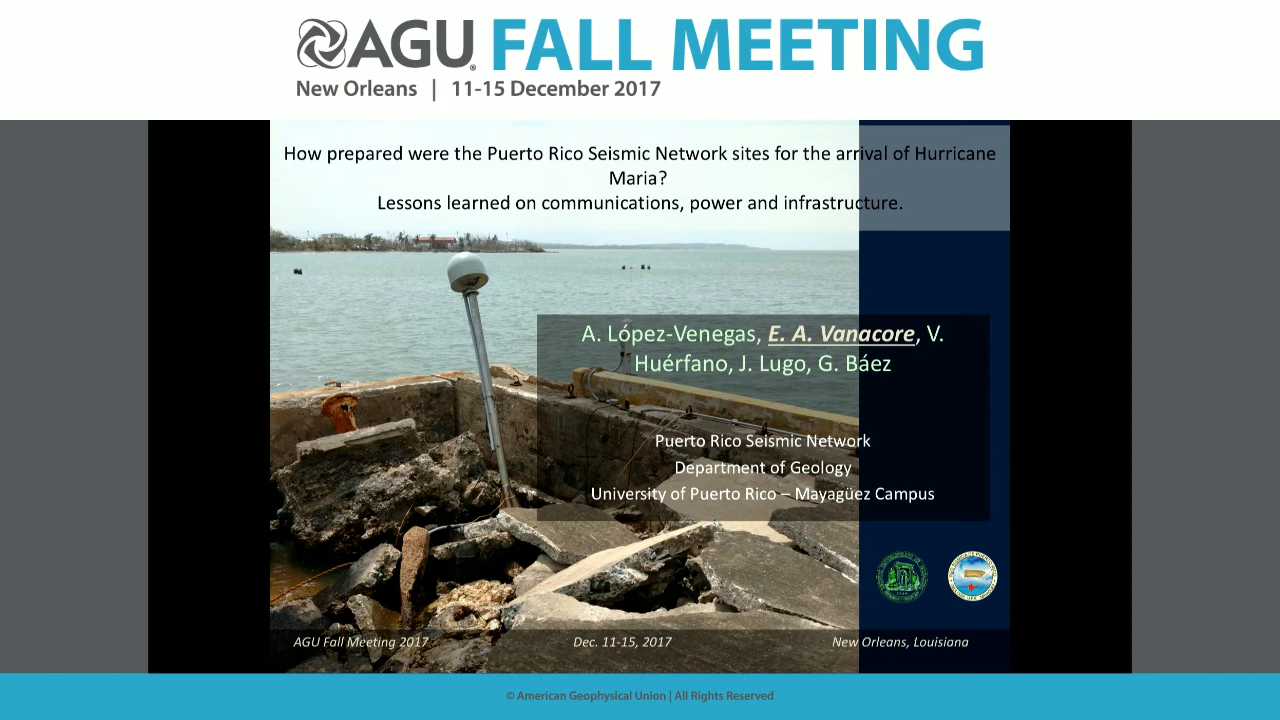 AGU FALL MEETING
New Orleans | 11-15 December 2017
How prepared were the Puerto Rico Seismic Network sites for the arrival of Hurricane
Maria?
Lessons learned on communications, power and infrastructure.
A. López-Venegas, E. A. Vanacore, V.
Huérfano, J. Lugo, G. Báez
Puerto Rico Seismic Network
Department of Geology
University of Puerto Rico – Mayagüez Campus
AGU Fall Meeting 2017
Dec. 11-15, 2017
New Orleans, Louisiana
© American Geophysical Union | All Rights Reserved